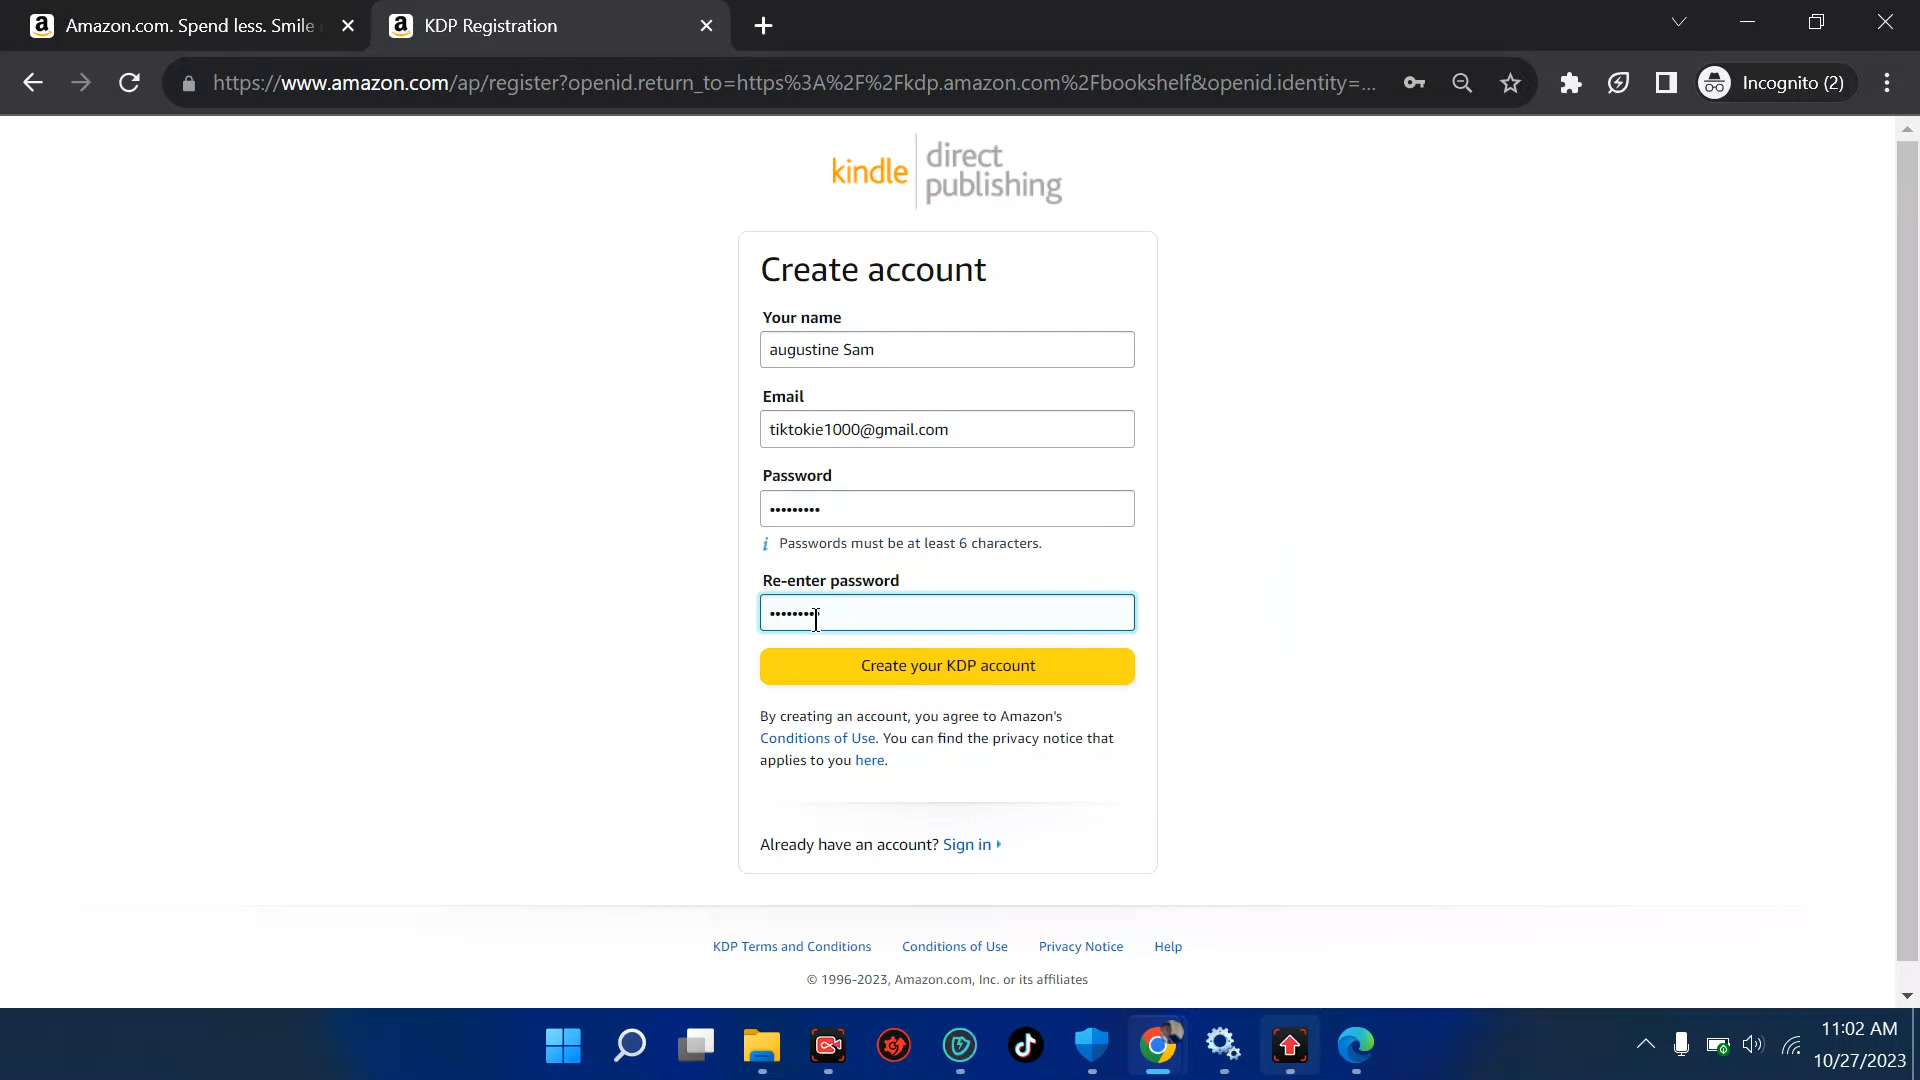 Amazon.com. Spend less. Smile
KDP Registration
https://www.amazon.com/ap/register?openid.return_to=https%3A%2F%2Fkdp.amazon.com%2Fbookshelf&openid.identity=...
Incognito (2)
kindle direct publishing
Create account
Your name
augustine Sam
Email
tiktokie1000@gmail.com
Password
•••••••••
i Passwords must be at least 6 characters.
Re-enter password
•••••••••
Create your KDP account
By creating an account, you agree to Amazon's
Conditions of Use. You can find the privacy notice that
applies to you here.
Already have an account? Sign in
KDP Terms and Conditions Conditions of Use Privacy Notice Help
© 1996-2023, Amazon.com, Inc. or its affiliates
11:02 AM
10/27/2023